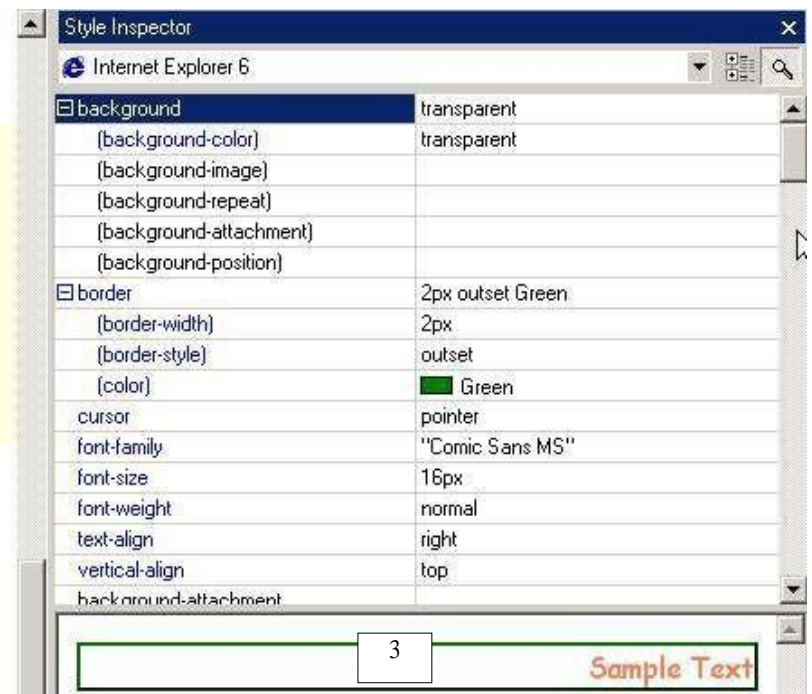 Style Inspector
Internet Explorer 6
background transparent
(background-color) transparent
(background-image)
(background-repeat)
(background-attachment)
(background-position)
border 2px outset Green
(border-width) 2px
(border-style) outset
(color) Green
cursor pointer
font-family "Comic Sans MS"
font-size 16px
font-weight normal
text-align right
vertical-align top
background-attachment
3
Sample Text